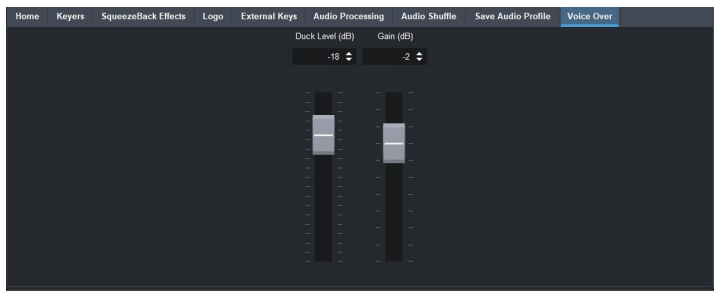 Home Keyers SqueezeBack Effects Logo External Keys Audio Processing Audio Shuffle Save Audio Profile Voice Over
Duck Level (dB) Gain (dB)
-18 -2